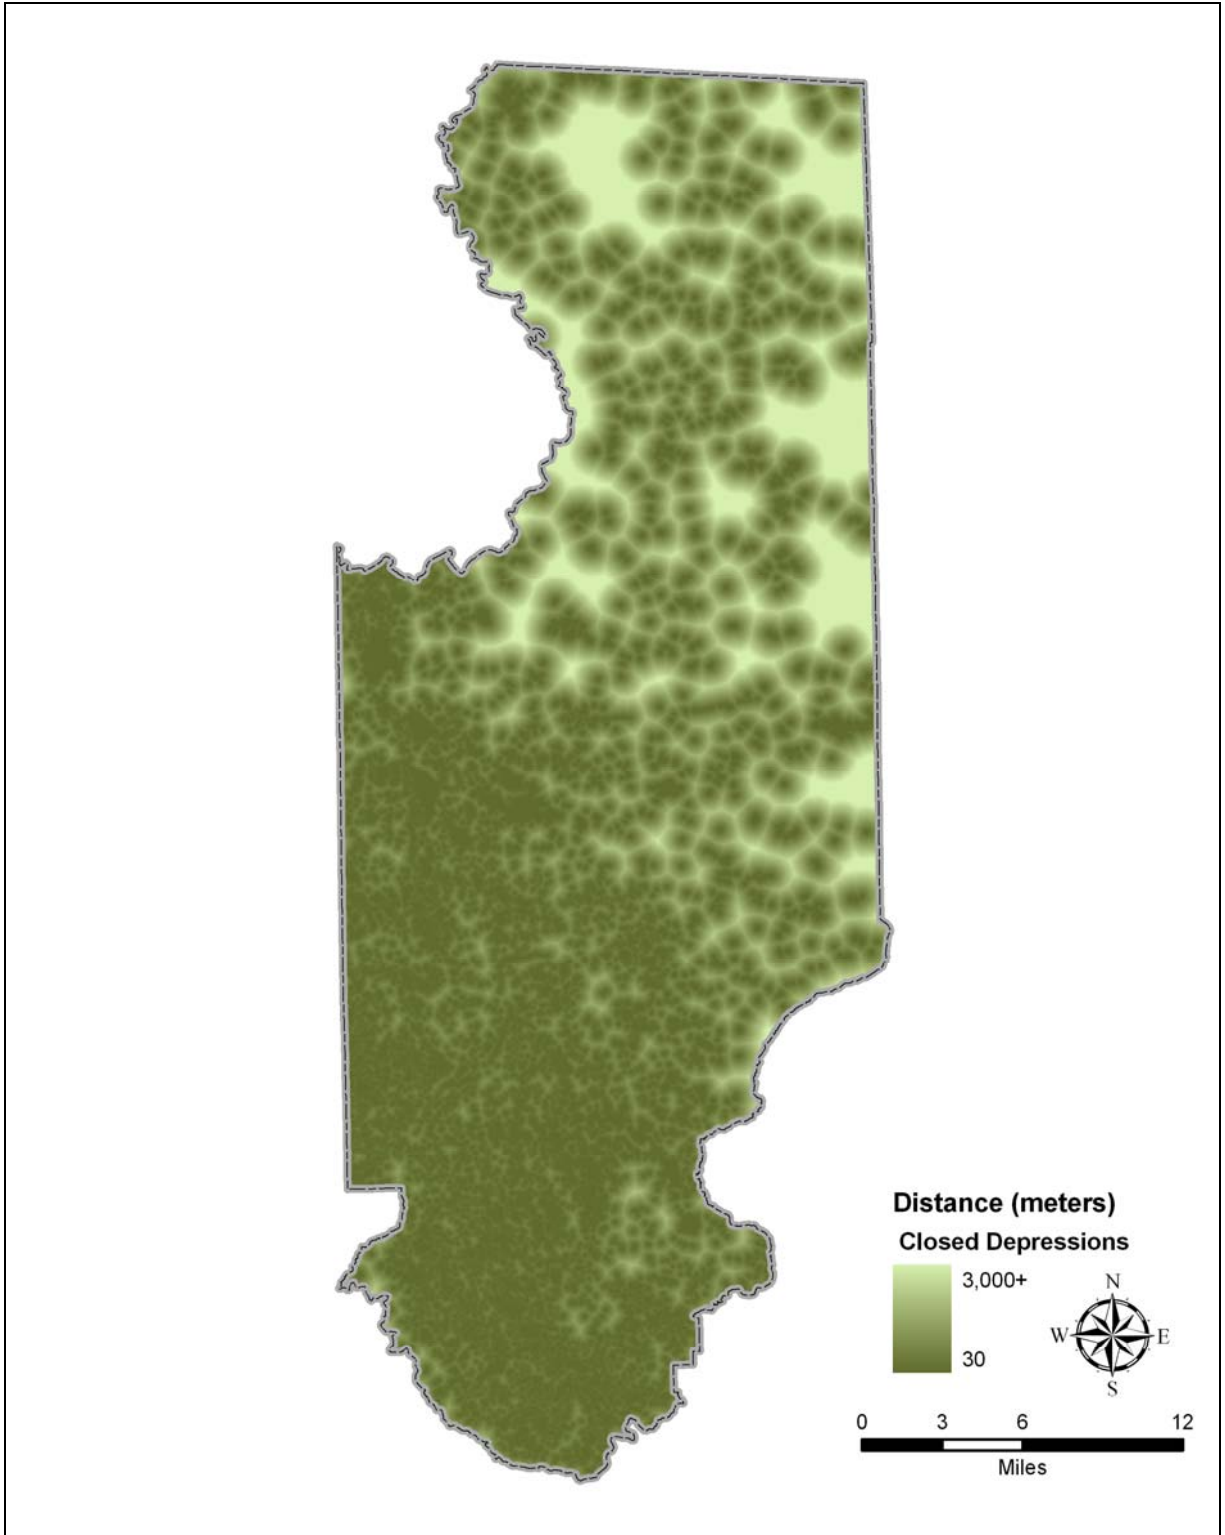 Distance (meters)
Closed Depressions
3,000+
30
N
W E
S
0 3 6 12
Miles